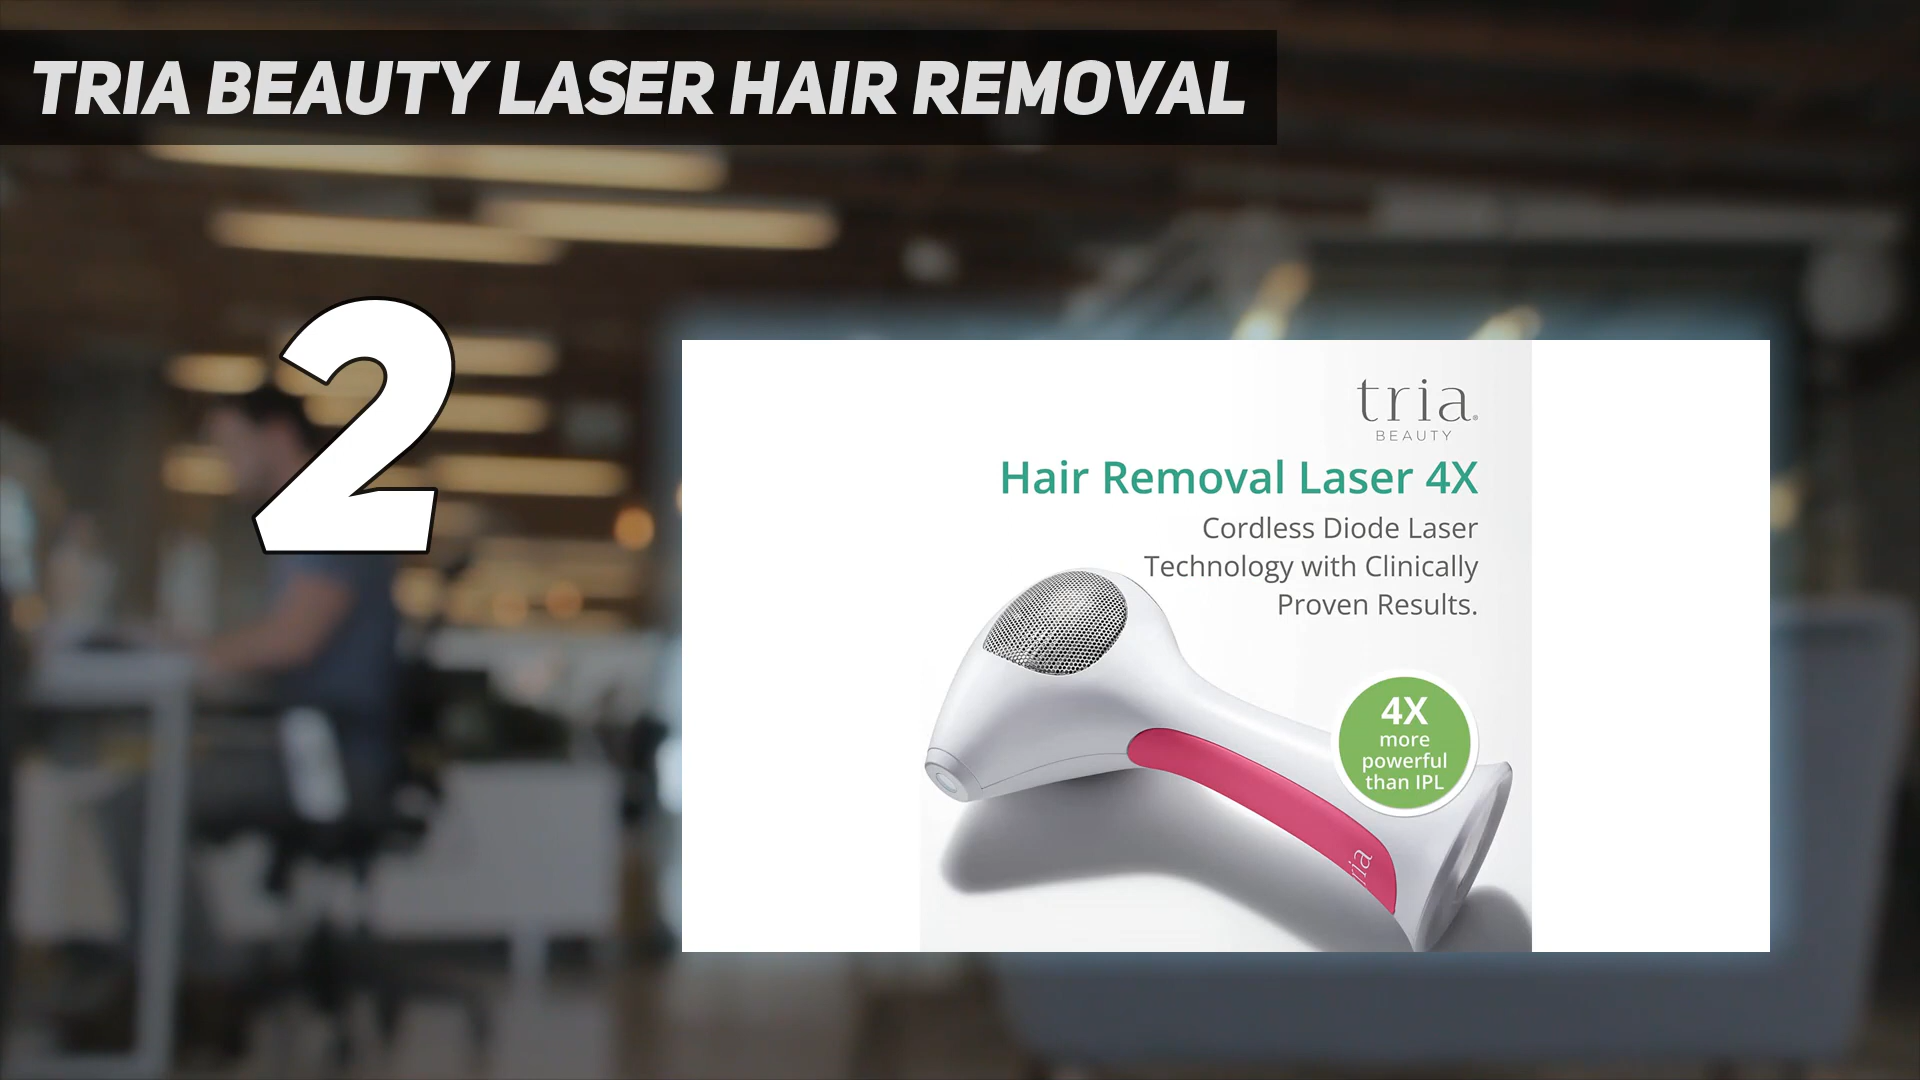 TRIA BEAUTY LASER HAIR REMOVAL
2
tria®
BEAUTY
Hair Removal Laser 4X
Cordless Diode Laser
Technology with Clinically
Proven Results.
4X
more
powerful
than IPL
tria